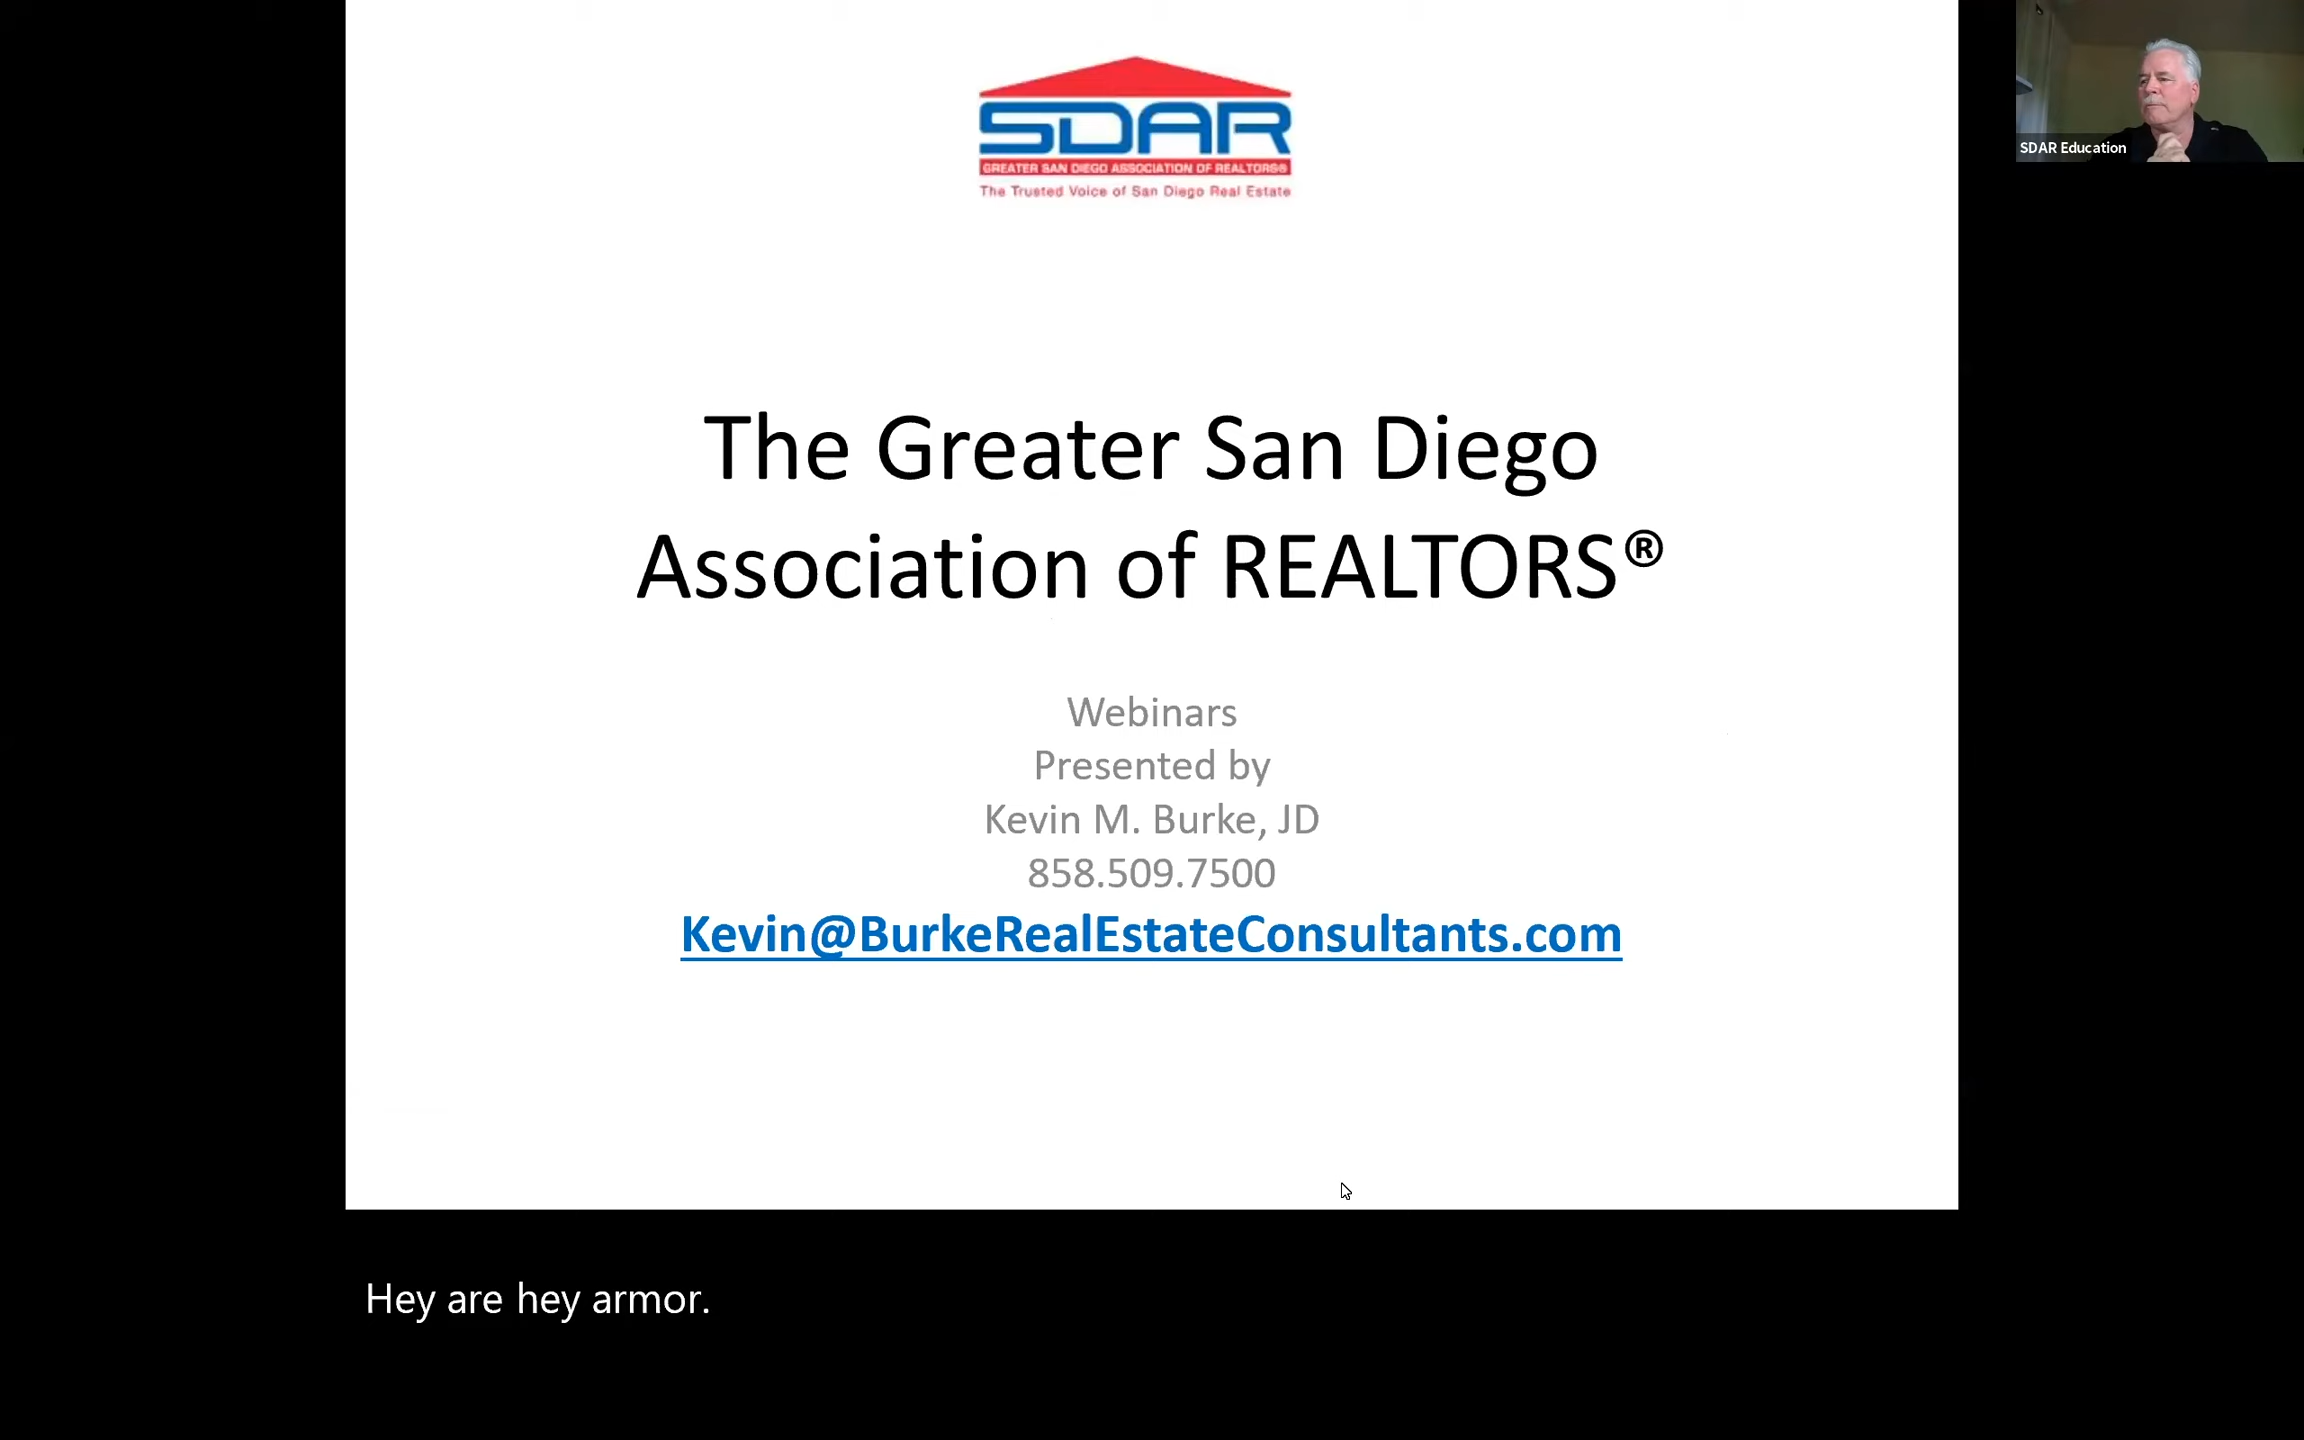 SDAR
GREATER SAN DIEGO ASSOCIATION OF REALTORS®
The Trusted Voice of San Diego Real Estate
SDAR Education
The Greater San Diego
Association of REALTORS®
Webinars
Presented by
Kevin M. Burke, JD
858.509.7500
Kevin@BurkeRealEstateConsultants.com
Hey are hey armor.